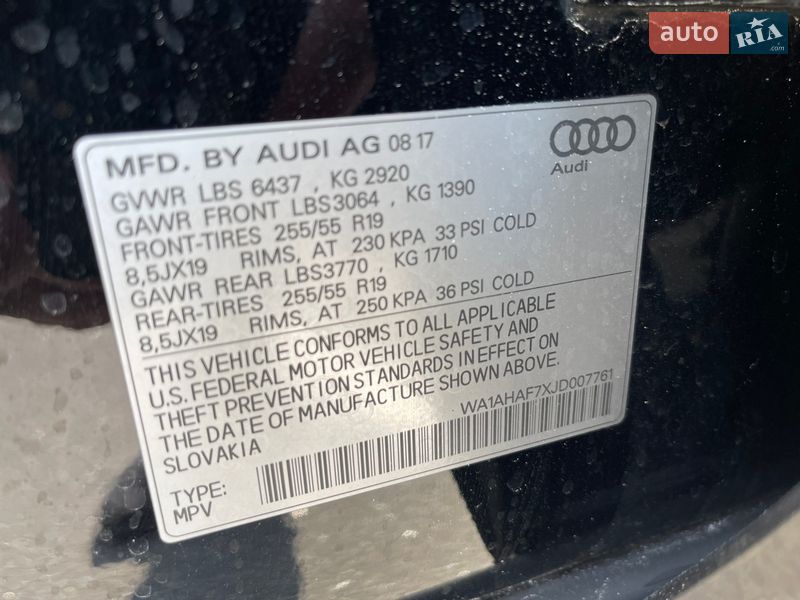 auto RIA .com
MFD. BY AUDI AG 08 17
Audi
GVWR LBS 6437 , KG 2920
GAWR FRONT LBS3064 , KG 1390
FRONT-TIRES 255/55 R19
8,5JX19 RIMS, AT 230 KPA 33 PSI COLD
GAWR REAR LBS3770 , KG 1710
REAR-TIRES 255/55 R19
8,5JX19 RIMS, AT 250 KPA 36 PSI COLD
THIS VEHICLE CONFORMS TO ALL APPLICABLE
U.S. FEDERAL MOTOR VEHICLE SAFETY AND
THEFT PREVENTION STANDARDS IN EFFECT ON
THE DATE OF MANUFACTURE SHOWN ABOVE.
SLOVAKIA
WA1AHAF7XJD007761
TYPE:
MPV